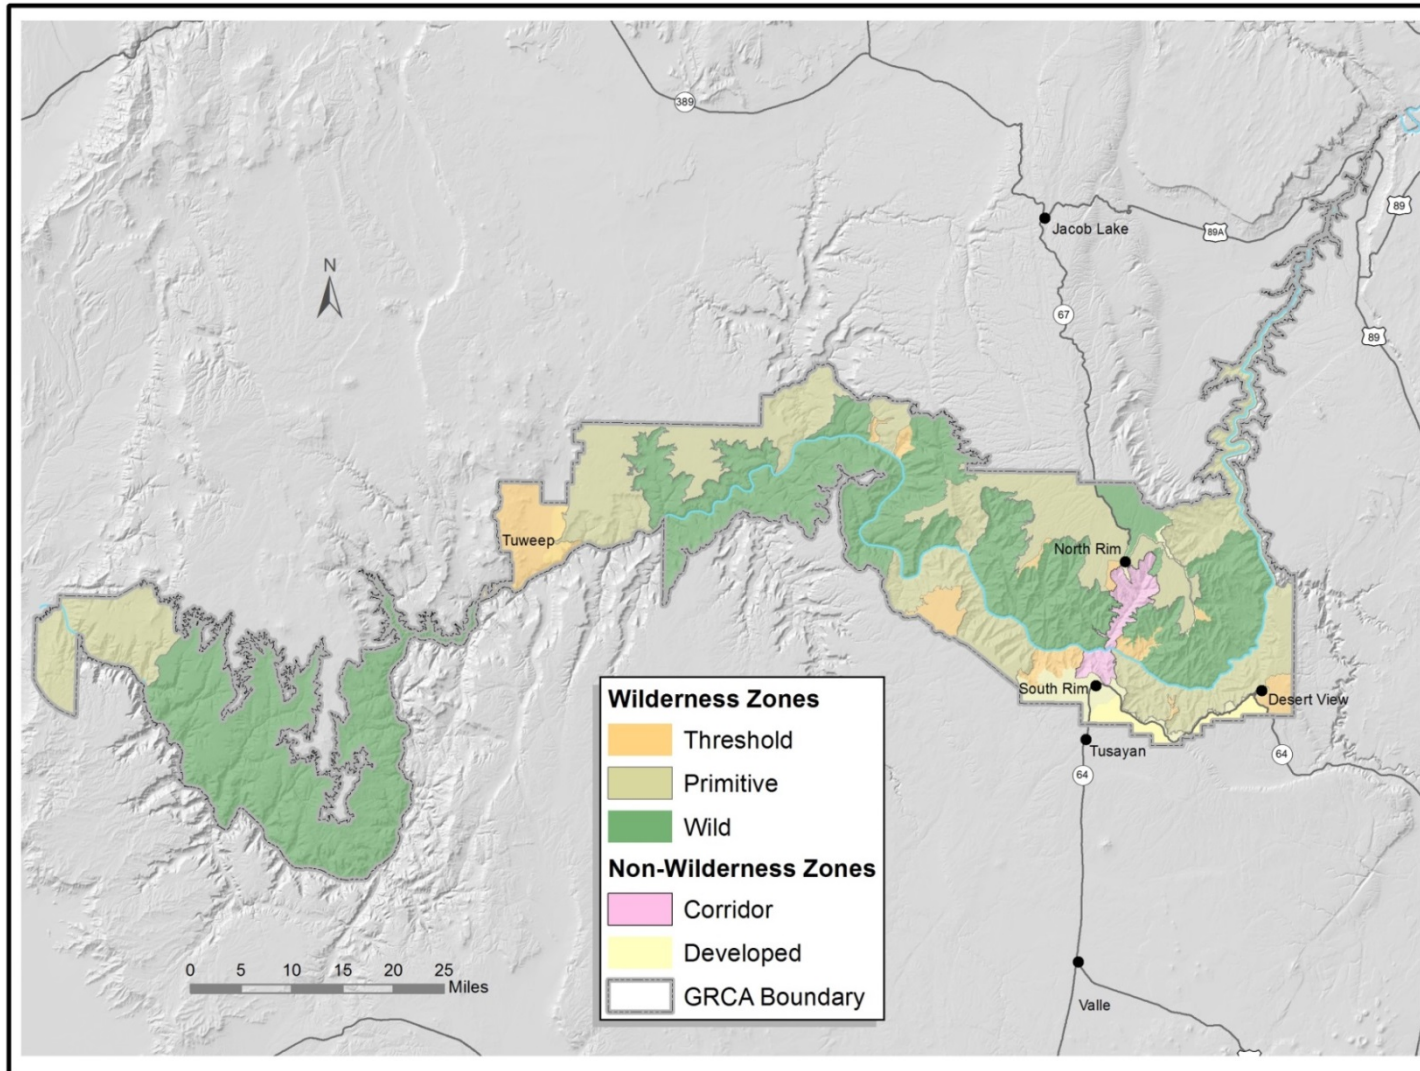 389
89
Jacob Lake
89A
N
67
89
Tuweep
North Rim
South Rim
Desert View
Tusayan
64
64
Wilderness Zones
Threshold
Primitive
Wild
Non-Wilderness Zones
Corridor
Developed
GRCA Boundary
0 5 10 15 20 25
Miles
Valle